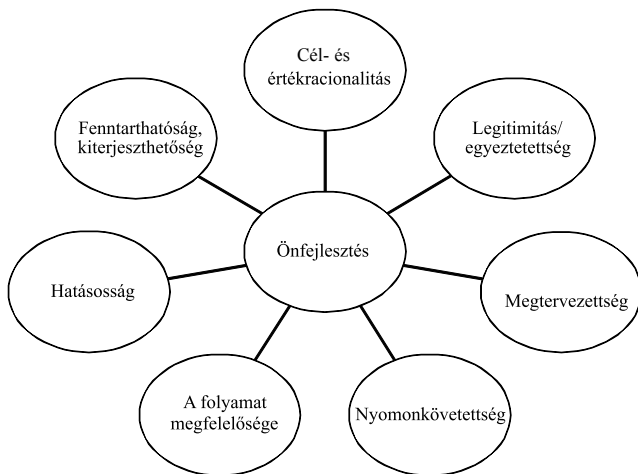 Cél- és
értékracionalitás
Fenntarthatóság,
kiterjeszthetőség
Legitimitás/
egyeztetettség
Önfejlesztés
Hatásosság
Megtervezettség
A folyamat
megfelelősége
Nyomonkövetettség